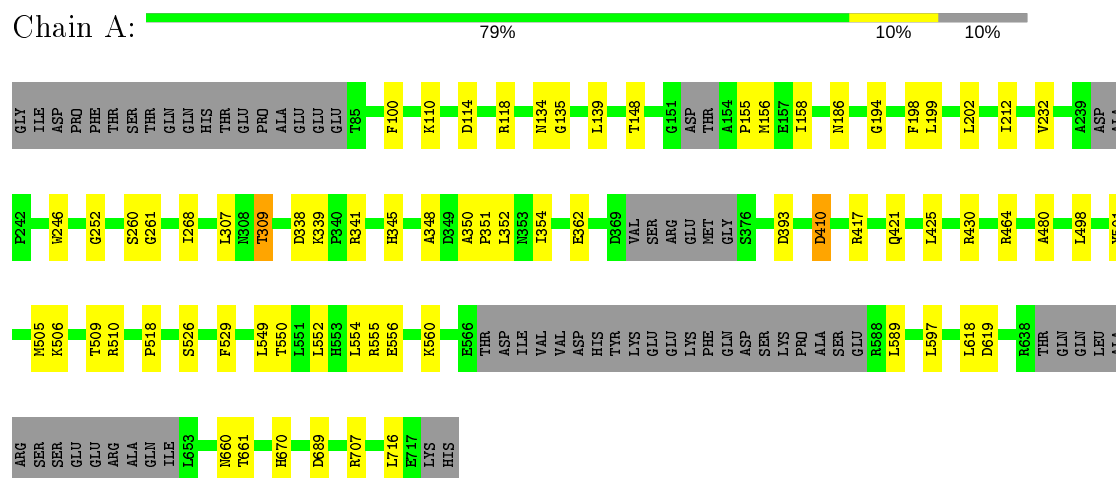 Chain A:
79% 10% 10%
GLY ILE ASP PRO PHE THR SER THR GLN GLN HIS THR GLU PRO ALA GLU GLU GLU T85 F100 K110 D114 R118 N134 G135 L139 T148 G151 ASP THR A154 P155 M156 E157 I158 N186 G194 F198 L199 L202 I212 V232 A239 ASP ALA
P242 W246 G252 S260 G261 I268 L307 N308 T309 D338 K339 P340 R341 H345 A348 D349 A350 P351 L352 N353 I354 E362 D369 VAL SER ARG GLU MET GLY S376 D393 D410 R417 Q421 L425 R430 R464 A480 L498
M505 K506 T509 R510 P518 S526 F529 L549 T550 L551 L552 H553 L554 R555 E556 K560 E566 THR ASP ILE VAL VAL ASP HIS TYR LYS GLU GLU LYS PHE GLN ASP SER LYS PRO ALA SER GLU R588 L589 L597 L618 D619 R638 THR GLN GLN LEU ALA
ARG SER SER GLU GLU ARG ALA GLN ILE L653 N660 T661 H670 D689 R707 L716 E717 LYS HIS